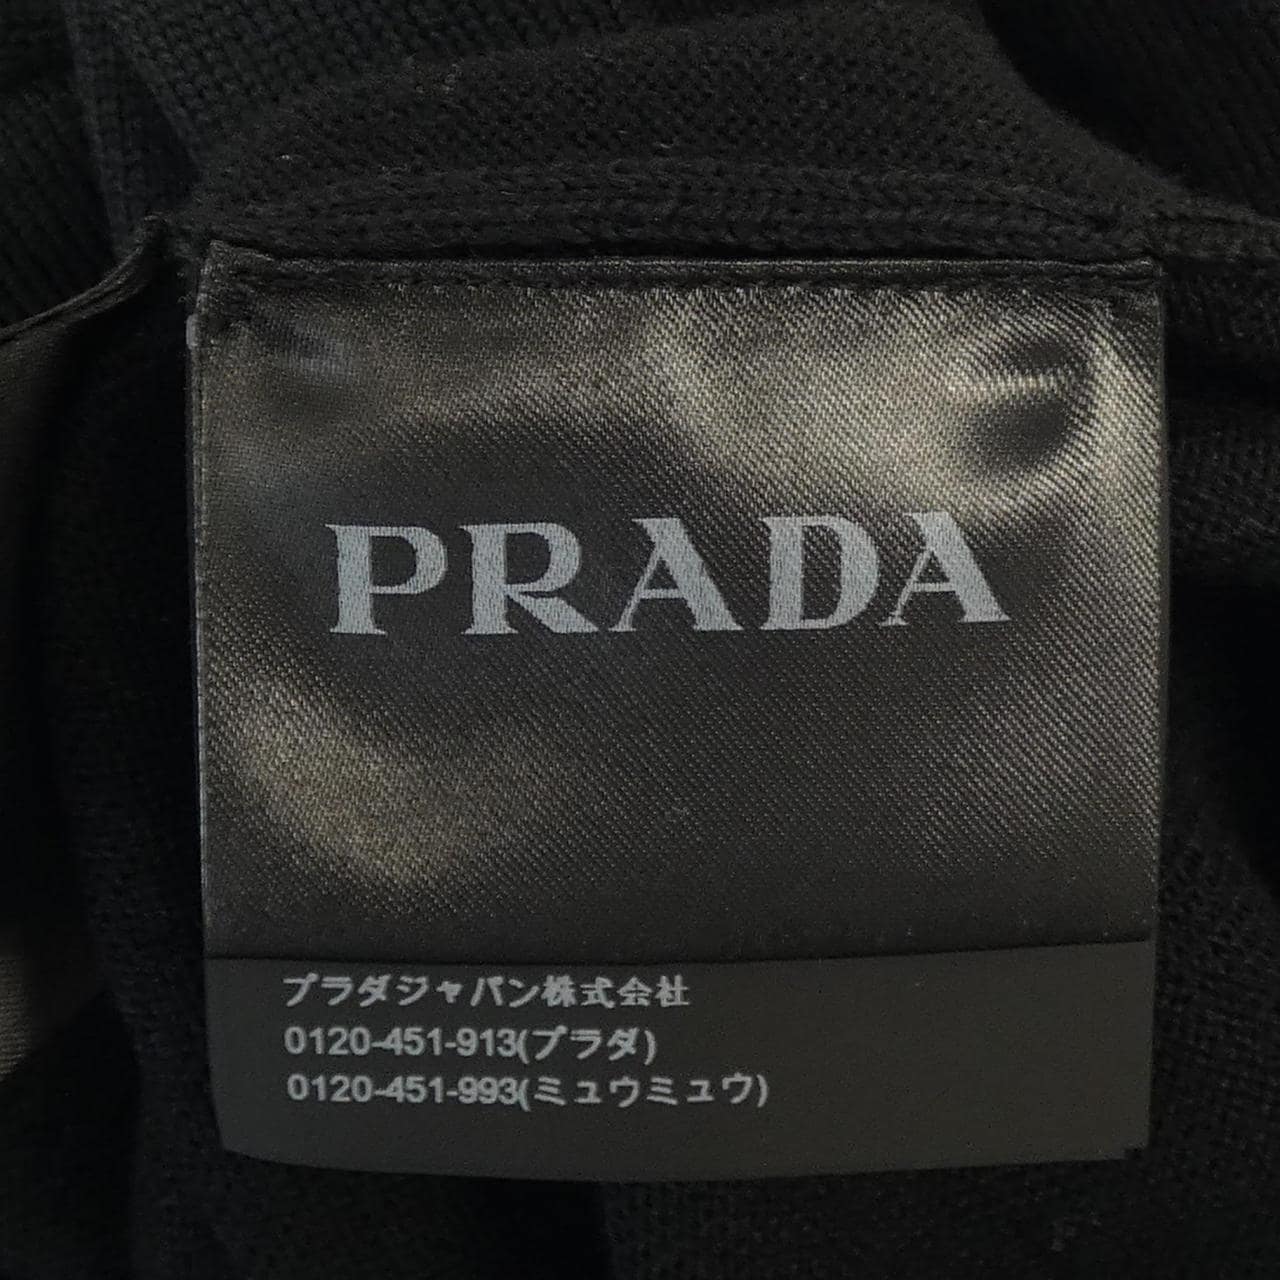 PRADA
プラダジャパン株式会社
0120-451-913(プラダ)
0120-451-993(ミュウミュウ)